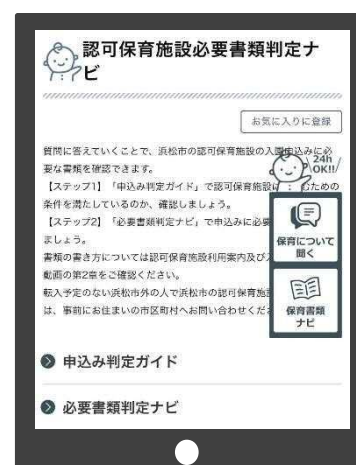 認可保育施設必要書類判定ナ
ビ
お気に入りに登録
質問に答えていくことで、浜松市の認可保育施設の入園申込みに必
要な書類を確認できます。
【ステップ1】「申込み判定ガイド」で認可保育施設に
ための
条件を満たしているのか、確認しましょう。
【ステップ2】「必要書類判定ナビ」で申込みに必要
ましょう。
書類の書き方については認可保育施設利用案内及び
動画の第2章をご確認ください。
転入予定のない浜松市外の人で浜松市の認可保育施
は、事前にお住まいの市区町村へお問い合わせくだ
24h
OK!!
保育について
聞く
保育書類
ナビ
申込み判定ガイド
必要書類判定ナビ